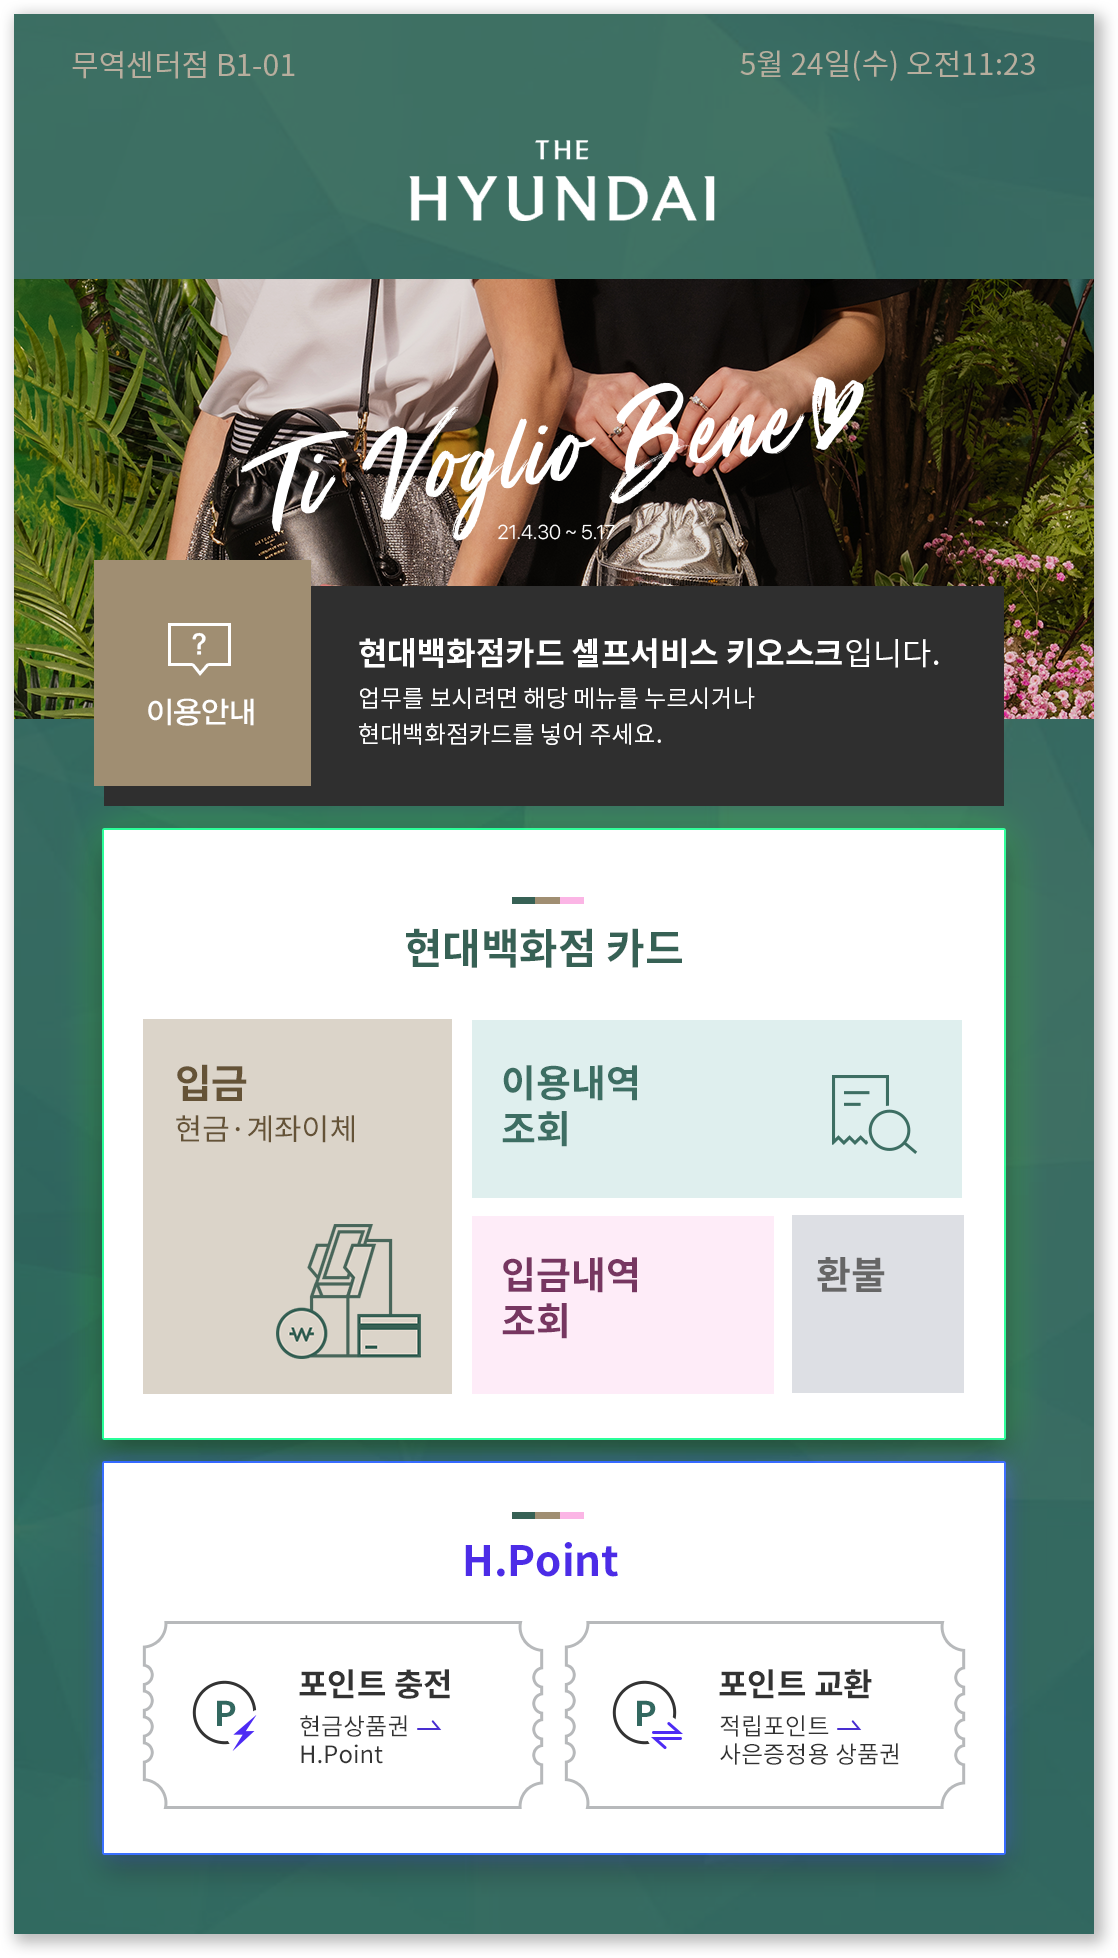 무역센터점 B1-01
5월 24일(수) 오전11:23
THE
HYUNDAI
Ti Voglio Bene
21.4.30 ~ 5.17
?
이용안내
현대백화점카드 셀프서비스 키오스크입니다.
업무를 보시려면 해당 메뉴를 누르시거나
현대백화점카드를 넣어 주세요.
현대백화점 카드
입금
현금·계좌이체
₩
이용내역
조회
입금내역
조회
환불
H.Point
P
포인트 충전
현금상품권 →
H.Point
P
포인트 교환
적립포인트 →
사은증정용 상품권